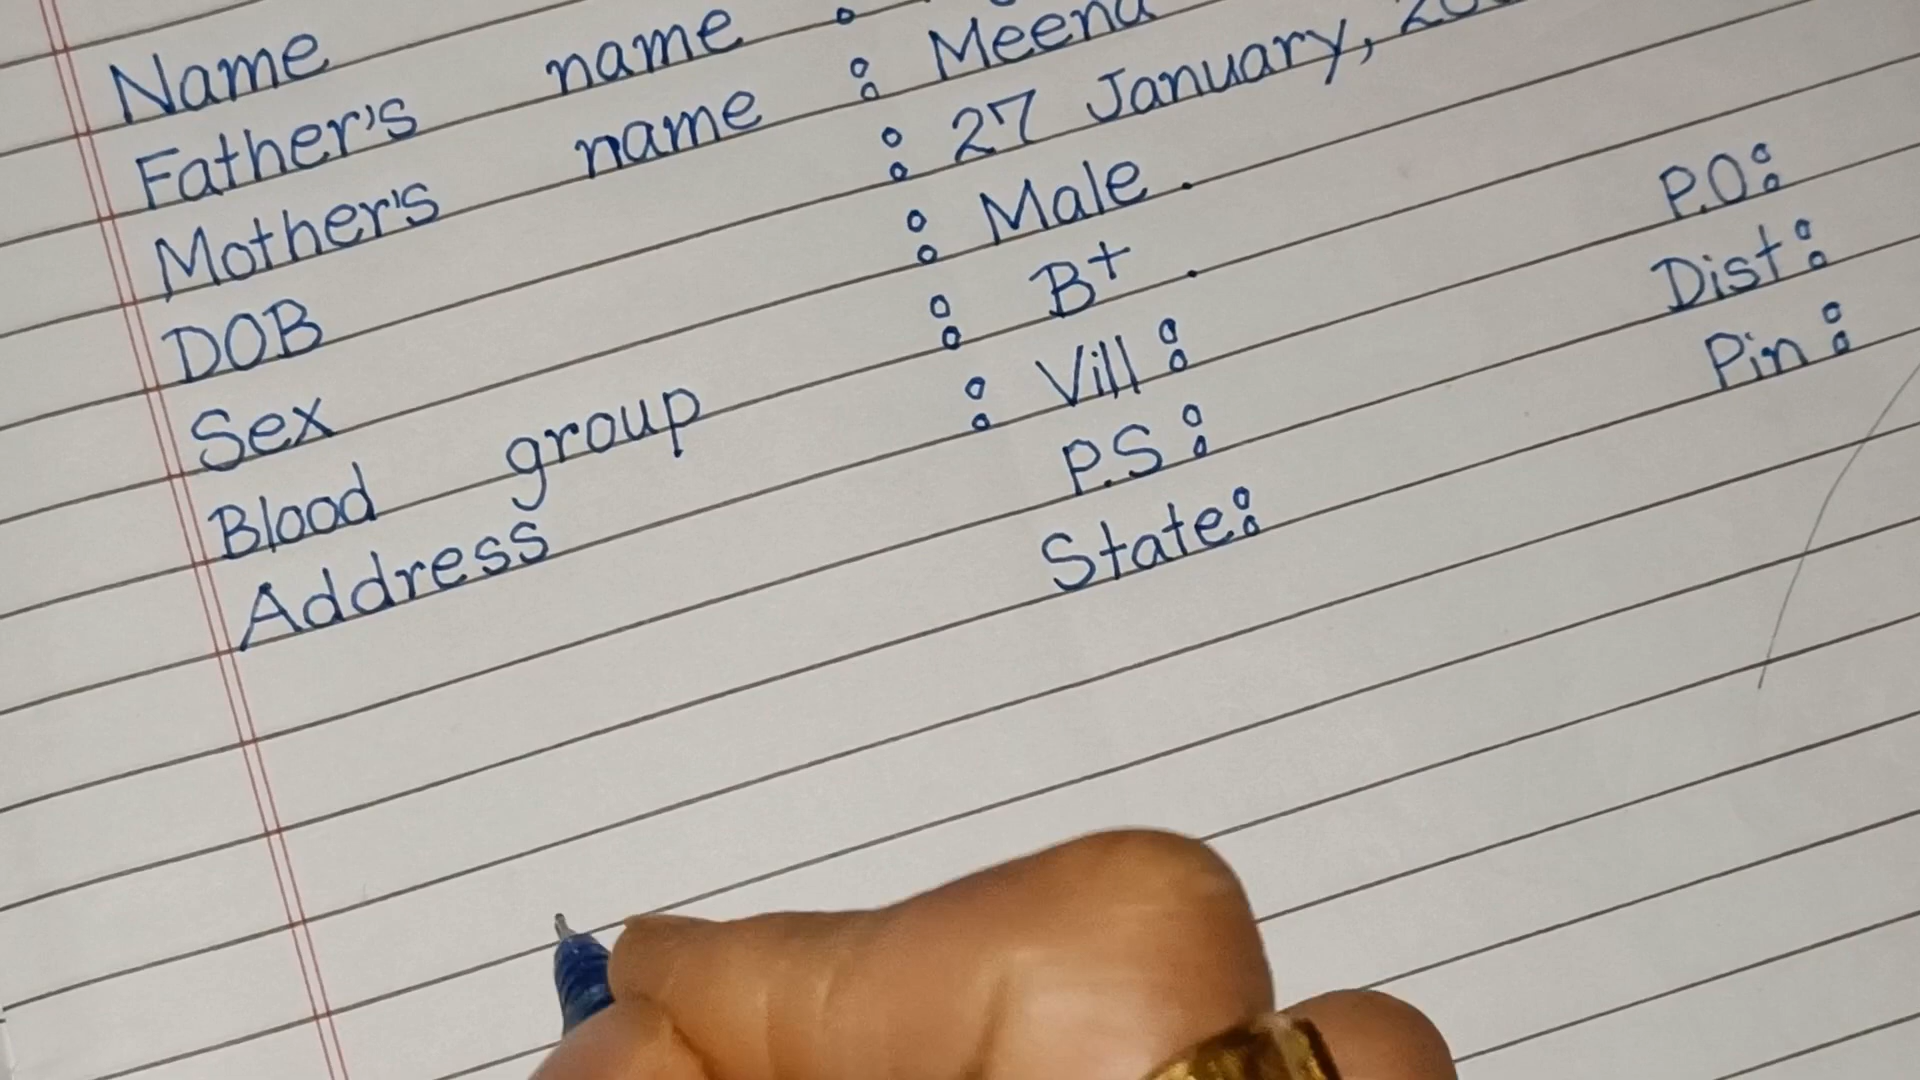 Name
Father's name :
Mother's name : Meena
DOB : 27 January,
Sex : Male.
Blood group : B+.
Address : Vill : P.O:
P.S : Dist :
State: Pin :